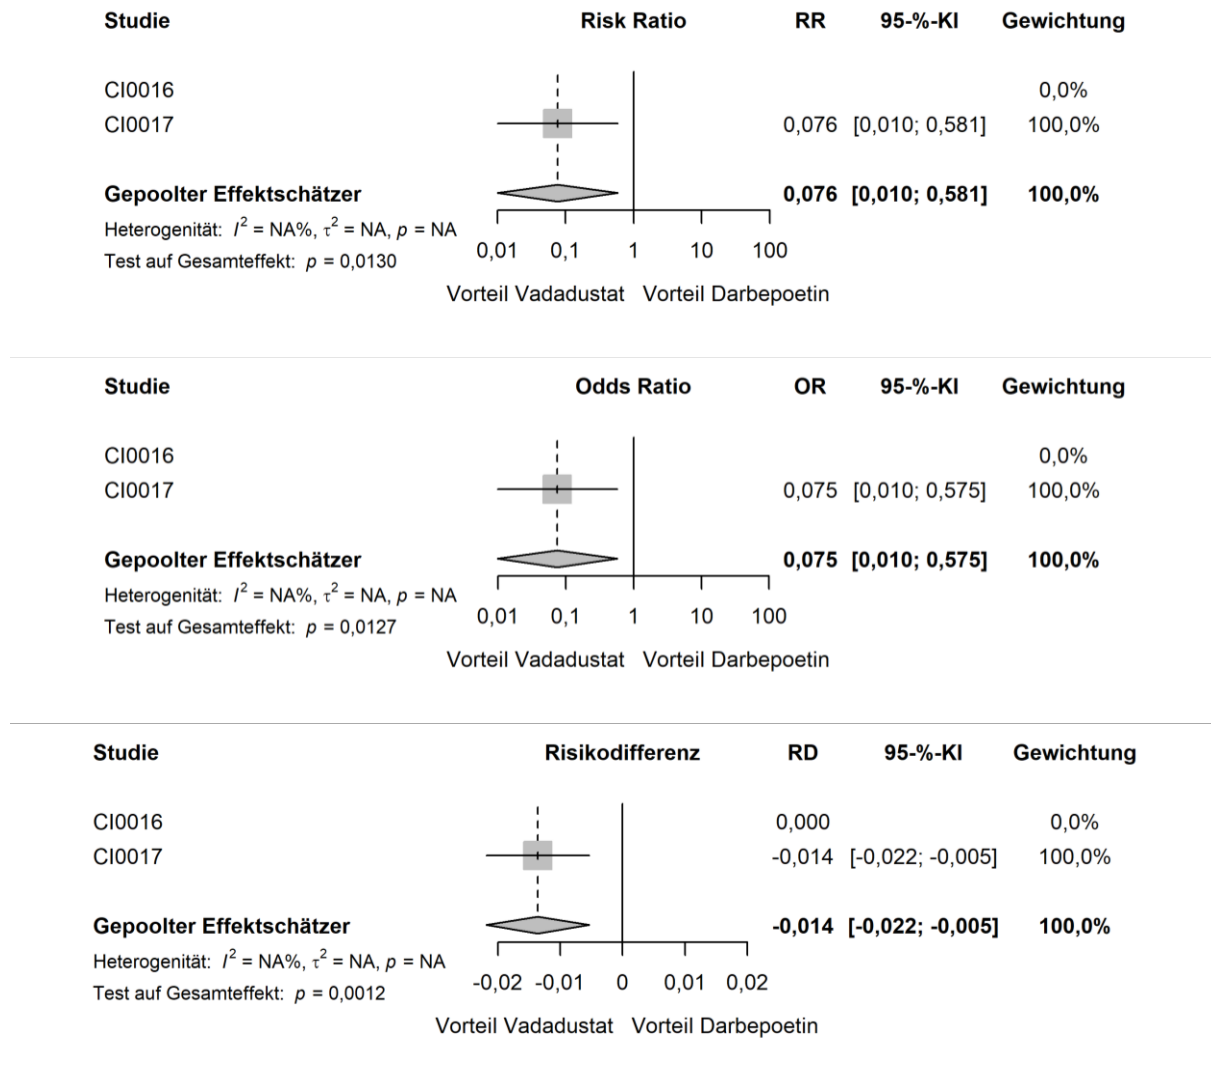 Studie Risk Ratio RR 95-%-KI Gewichtung
CI0016 0,0%
CI0017 0,076 [0,010; 0,581] 100,0%
Gepoolter Effektschätzer 0,076 [0,010; 0,581] 100,0%
Heterogenität: I² = NA%, τ² = NA, p = NA
Test auf Gesamteffekt: p = 0,0130
0,01 0,1 1 10 100
Vorteil Vadadustat Vorteil Darbepoetin
Studie Odds Ratio OR 95-%-KI Gewichtung
CI0016 0,0%
CI0017 0,075 [0,010; 0,575] 100,0%
Gepoolter Effektschätzer 0,075 [0,010; 0,575] 100,0%
Heterogenität: I² = NA%, τ² = NA, p = NA
Test auf Gesamteffekt: p = 0,0127
0,01 0,1 1 10 100
Vorteil Vadadustat Vorteil Darbepoetin
Studie Risikodifferenz RD 95-%-KI Gewichtung
CI0016 0,000 0,0%
CI0017 -0,014 [-0,022; -0,005] 100,0%
Gepoolter Effektschätzer -0,014 [-0,022; -0,005] 100,0%
Heterogenität: I² = NA%, τ² = NA, p = NA
Test auf Gesamteffekt: p = 0,0012
-0,02 -0,01 0 0,01 0,02
Vorteil Vadadustat Vorteil Darbepoetin